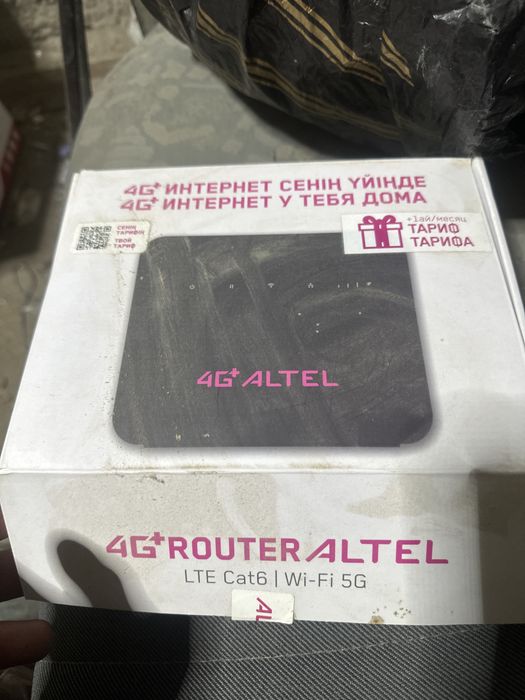 4G+ ИНТЕРНЕТ СЕНІҢ ҮЙІҢДЕ
4G+ ИНТЕРНЕТ У ТЕБЯ ДОМА
СЕНІҢ
ТАРИФІҢ
ТВОЙ
ТАРИФ
+1ай/месяц
ТАРИФ
ТАРИФА
4G+ ALTEL
4G+ ROUTER ALTEL
LTE Cat6 | Wi-Fi 5G
AL